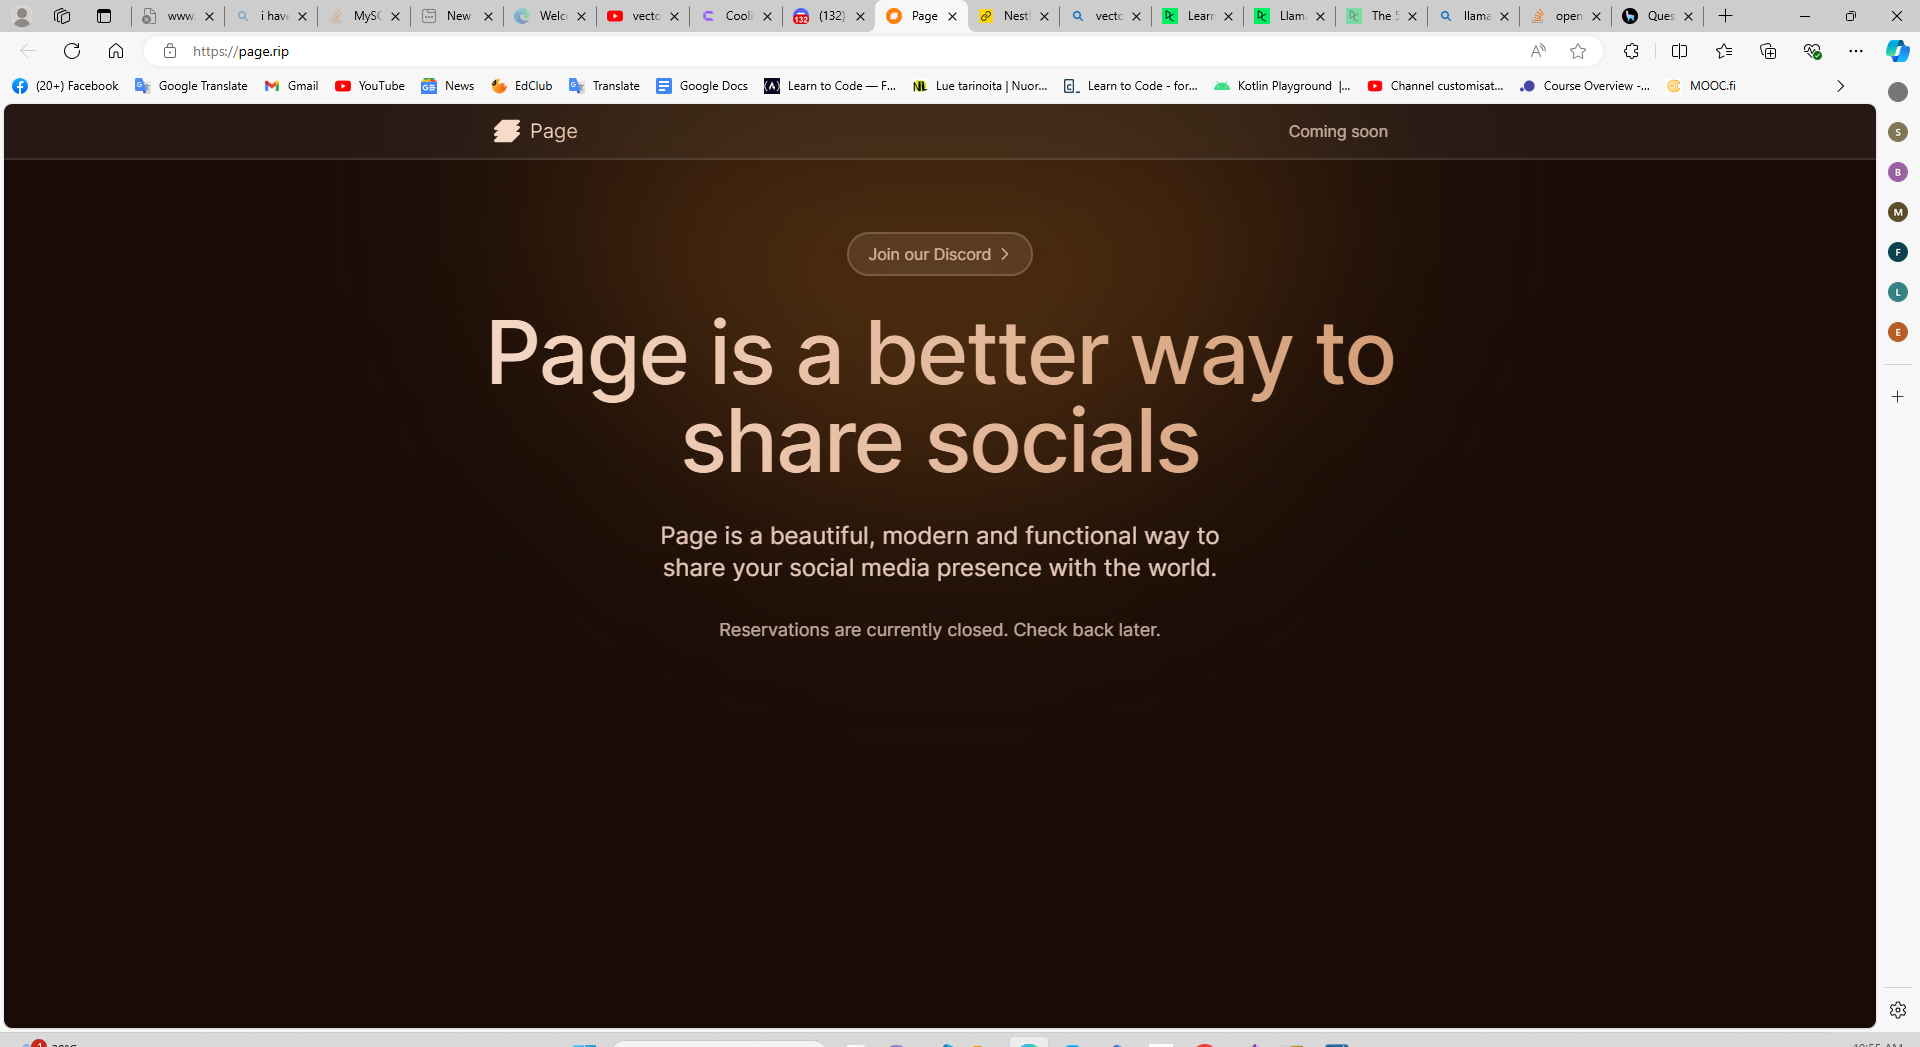 www.
i have
MySQ
New
Welc
vecto
Cooli
(132)
Page
Nestl
vecto
Learn
Llam
The 5
llama
open
Ques
https://page.rip
(20+) Facebook
Google Translate
Gmail
YouTube
News
EdClub
Translate
Google Docs
Learn to Code — F...
Lue tarinoita | Nuor...
Learn to Code - for...
Kotlin Playground |...
Channel customisat...
Course Overview -...
MOOC.fi
Page
Coming soon
Join our Discord
Page is a better way to
share socials
Page is a beautiful, modern and functional way to
share your social media presence with the world.
Reservations are currently closed. Check back later.
S
B
M
F
L
E